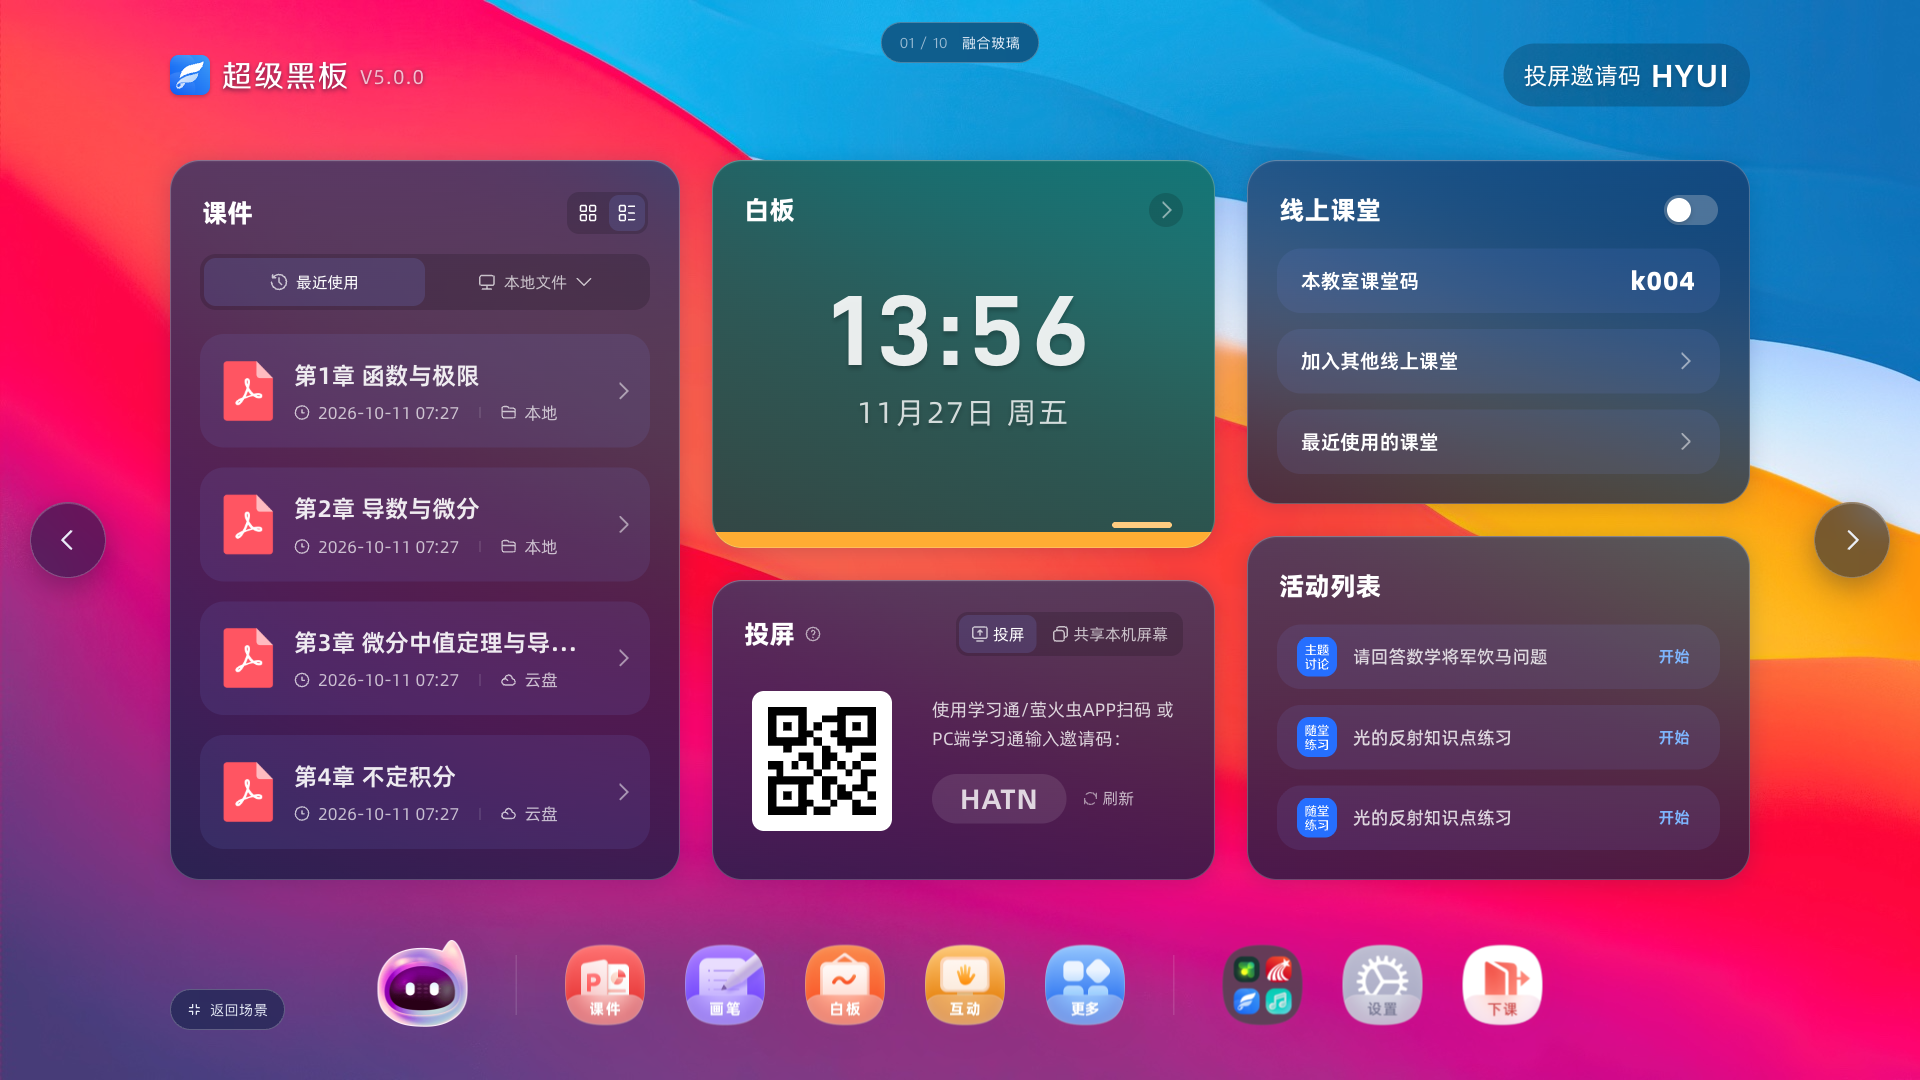 01 / 10 融合玻璃
超级黑板 V5.0.0
投屏邀请码 HYUI
课件
最近使用
本地文件
第1章 函数与极限
2026-10-11 07:27 本地
第2章 导数与微分
2026-10-11 07:27 本地
第3章 微分中值定理与导...
2026-10-11 07:27 云盘
第4章 不定积分
2026-10-11 07:27 云盘
白板
13:56
11月27日 周五
投屏
投屏
共享本机屏幕
使用学习通/萤火虫APP扫码 或
PC端学习通输入邀请码：
HATN
刷新
线上课堂
本教室课堂码 k004
加入其他线上课堂
最近使用的课堂
活动列表
主题
讨论
请回答数学将军饮马问题 开始
随堂
练习
光的反射知识点练习 开始
随堂
练习
光的反射知识点练习 开始
返回场景
P
课件
画笔
白板
互动
更多
设置
下课